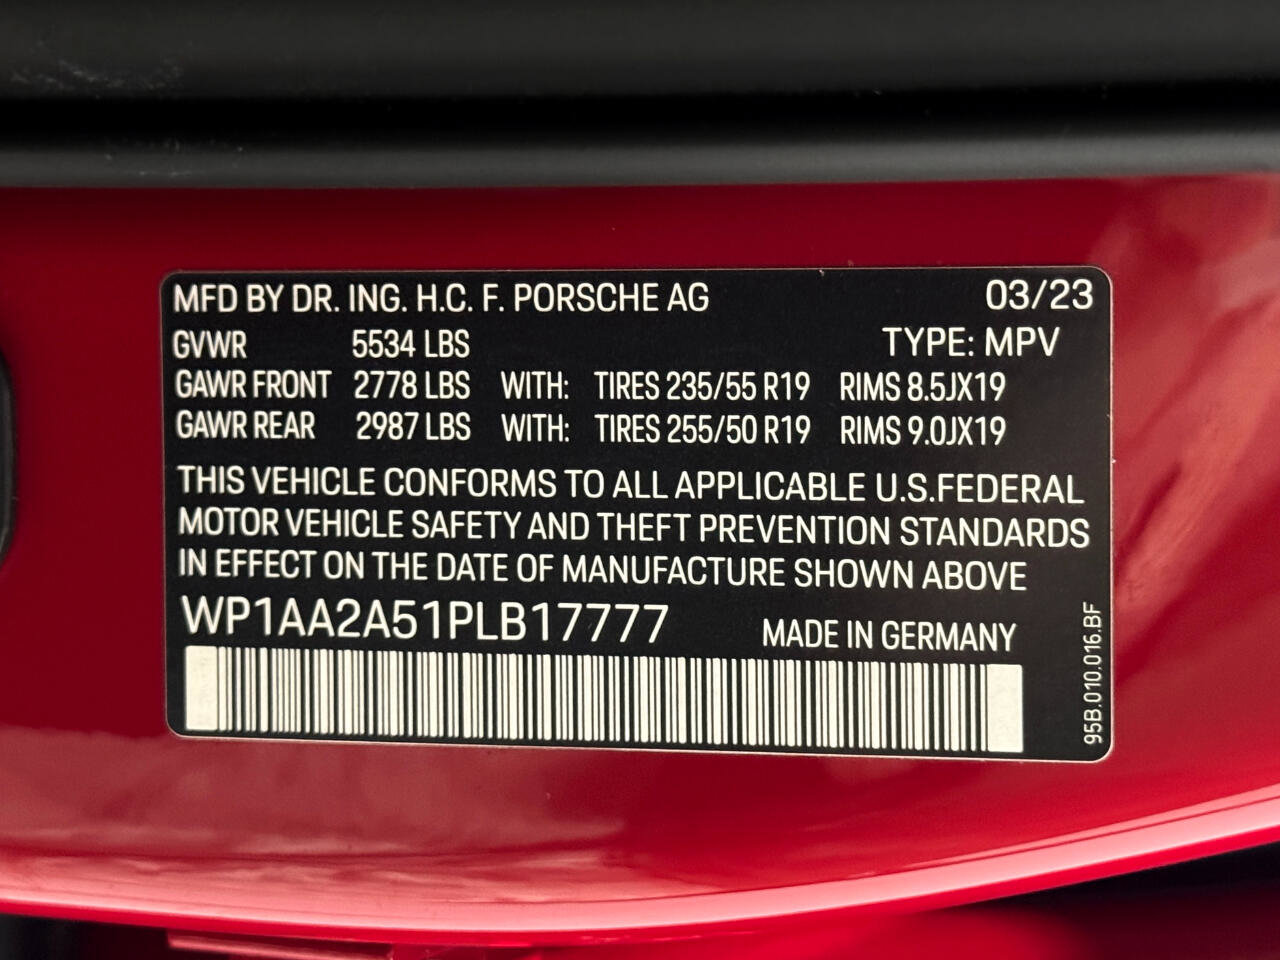 MFD BY DR. ING. H.C. F. PORSCHE AG 03/23
GVWR 5534 LBS TYPE: MPV
GAWR FRONT 2778 LBS WITH: TIRES 235/55 R19 RIMS 8.5JX19
GAWR REAR 2987 LBS WITH: TIRES 255/50 R19 RIMS 9.0JX19
THIS VEHICLE CONFORMS TO ALL APPLICABLE U.S.FEDERAL
MOTOR VEHICLE SAFETY AND THEFT PREVENTION STANDARDS
IN EFFECT ON THE DATE OF MANUFACTURE SHOWN ABOVE
WP1AA2A51PLB17777 MADE IN GERMANY
95B.010.016.BF